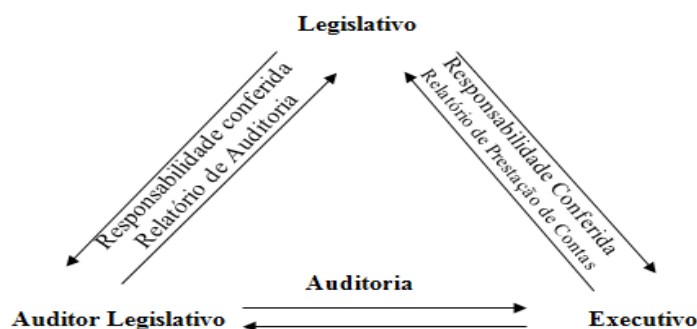 Legislativo
Responsabilidade conferida
Relatório de Auditoria
Responsabilidade Conferida
Relatório de Prestação de Contas
Auditoria
Auditor Legislativo
Executivo